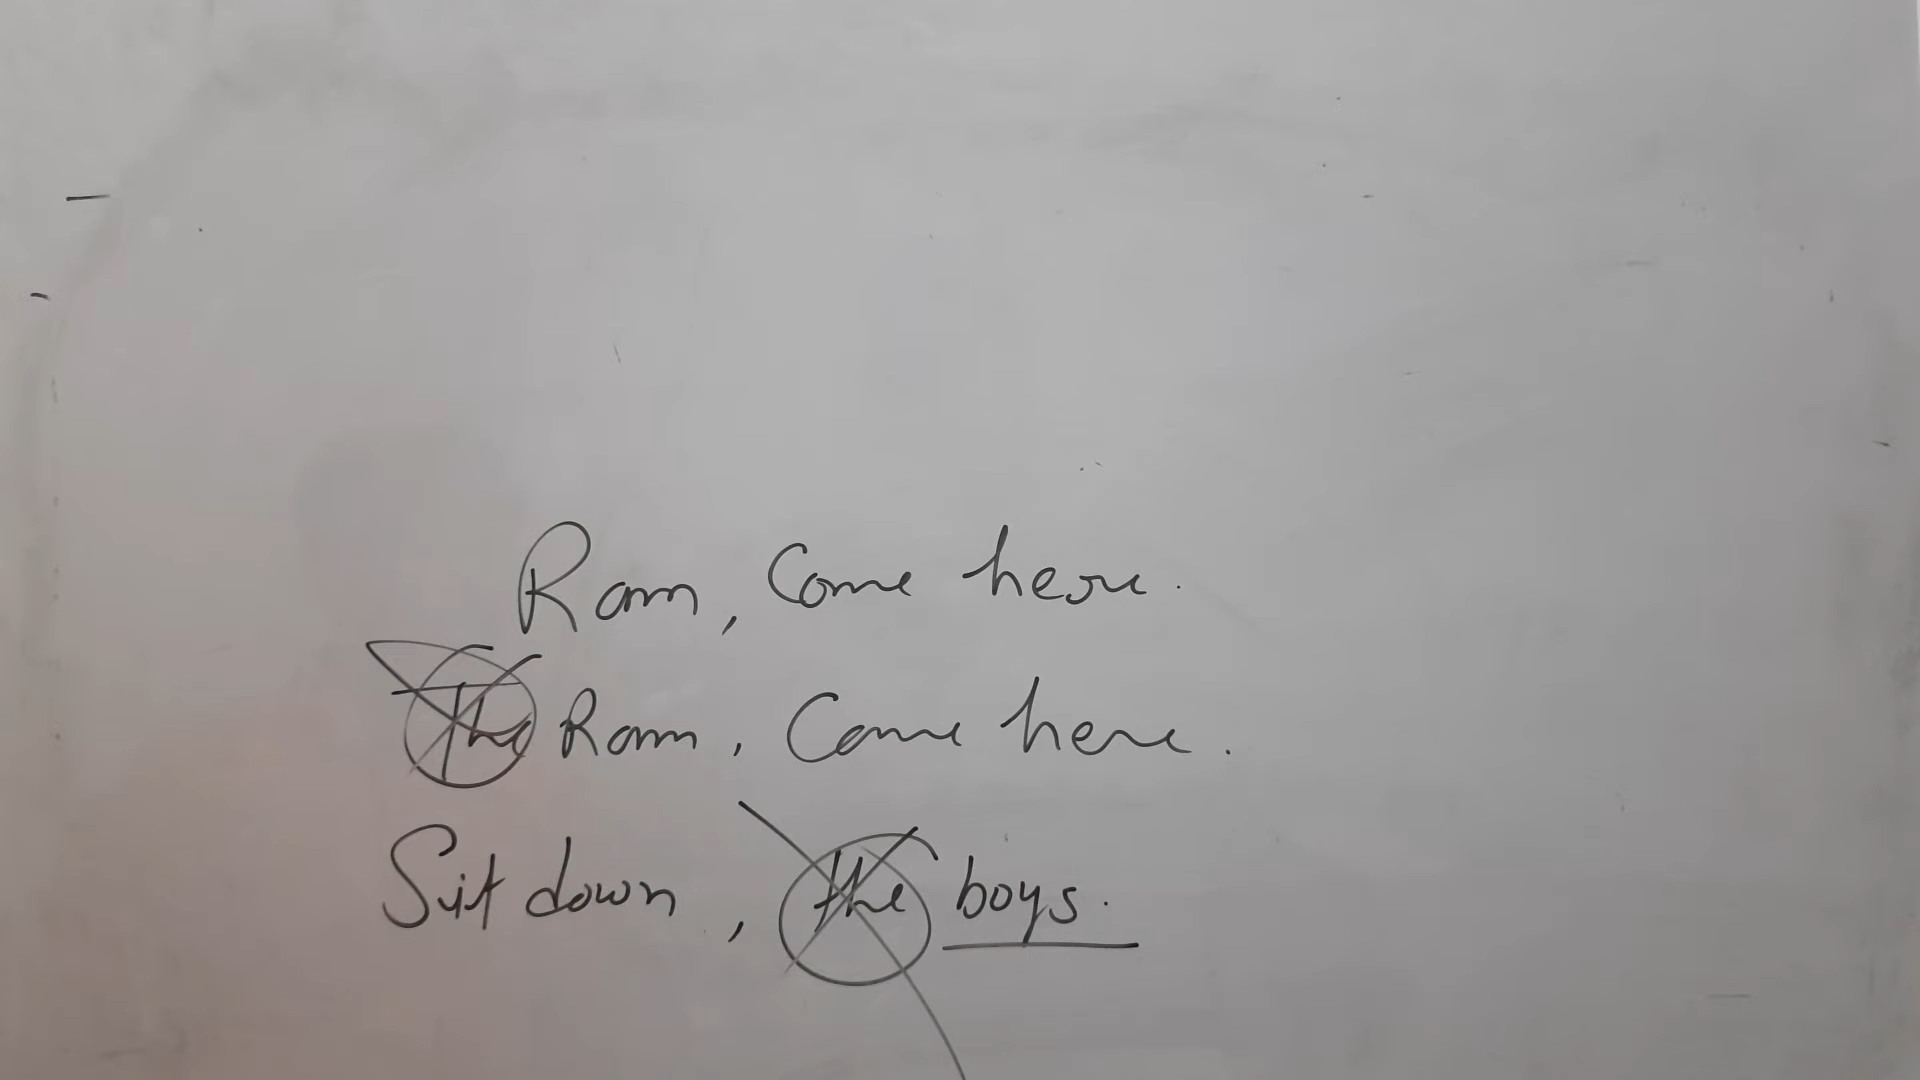 Ram, Come here.
The Ram, Come here.
Sit down, the boys.